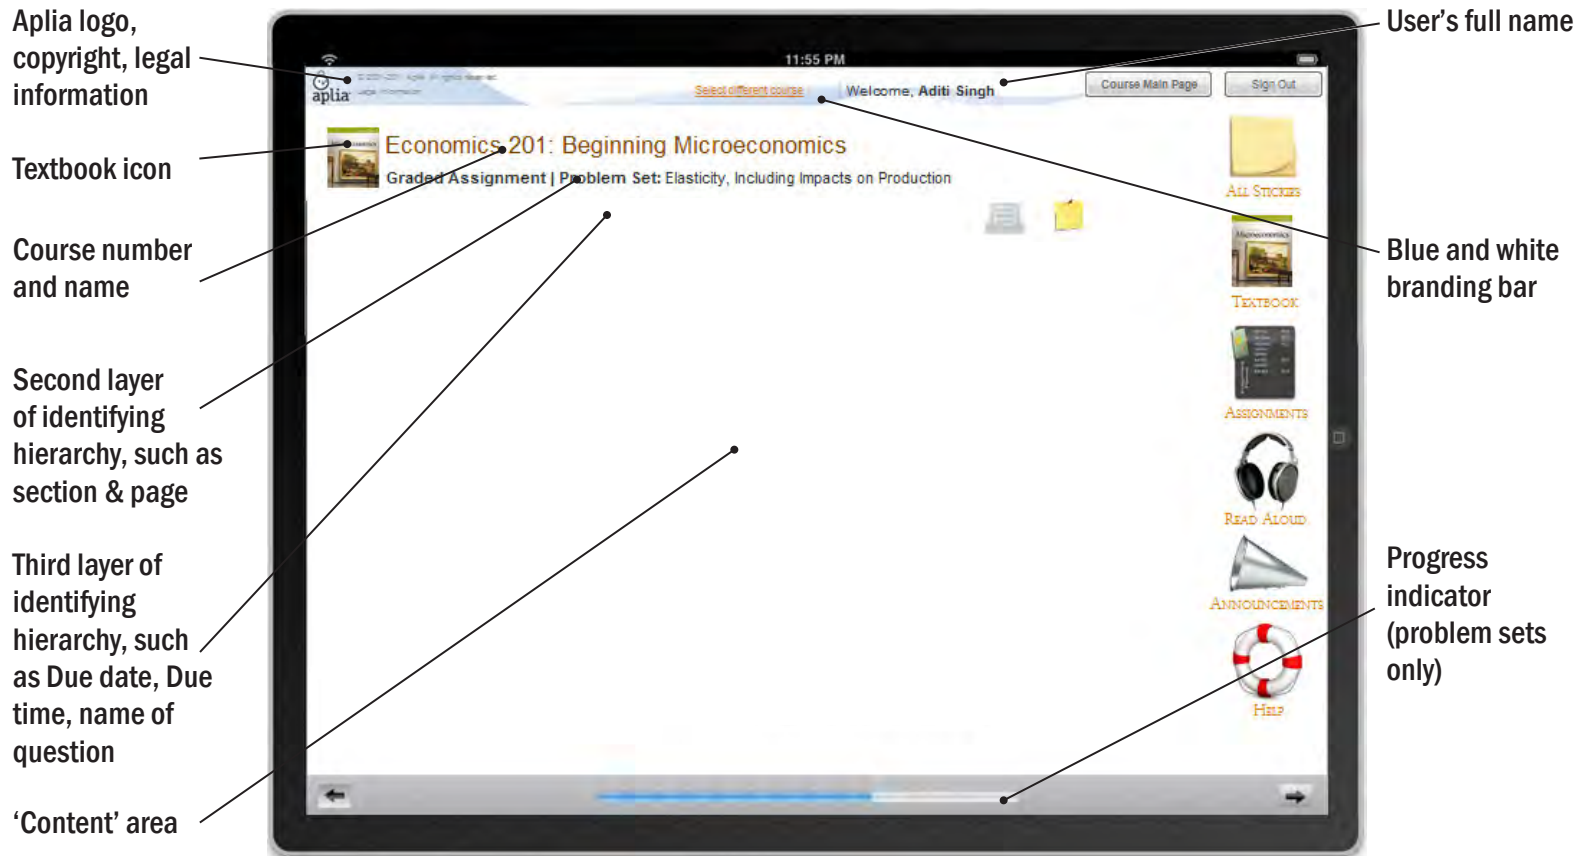 Aplia logo,
copyright, legal
information
Textbook icon
Course number
and name
Second layer
of identifying
hierarchy, such as
section & page
Third layer of
identifying
hierarchy, such
as Due date, Due
time, name of
question
‘Content’ area
11:55 PM
aplia
Select different course
Welcome, Aditi Singh
Course Main Page
Sign Out
Economics 201: Beginning Microeconomics
Graded Assignment | Problem Set: Elasticity, Including Impacts on Production
ALL STICKIES
Microeconomics
TEXTBOOK
ASSIGNMENTS
READ ALOUD
ANNOUNCEMENTS
HELP
User’s full name
Blue and white
branding bar
Progress
indicator
(problem sets
only)